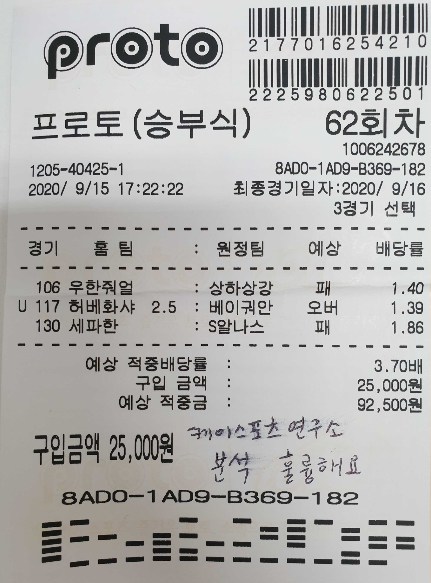 proto
2177016254210
2225980622501
프로토(승부식) 62회차
1006242678
1205-40425-1 8AD0-1AD9-B369-182
2020/ 9/15 17:22:22 최종경기일자:2020/ 9/16
3경기 선택
경기 홈 팀 : 원정팀 예상 배당률
106 우한줘얼 : 상하상강 패 1.40
U 117 허베화샤 2.5 : 베이궈안 오버 1.39
130 세파한 : S알나스 패 1.86
예상 적중배당률 : 3.70배
구입 금액 : 25,000원
예상 적중금 : 92,500원
구입금액 25,000원 케이스포츠 연구소
분석 훌륭해요
8AD0-1AD9-B369-182